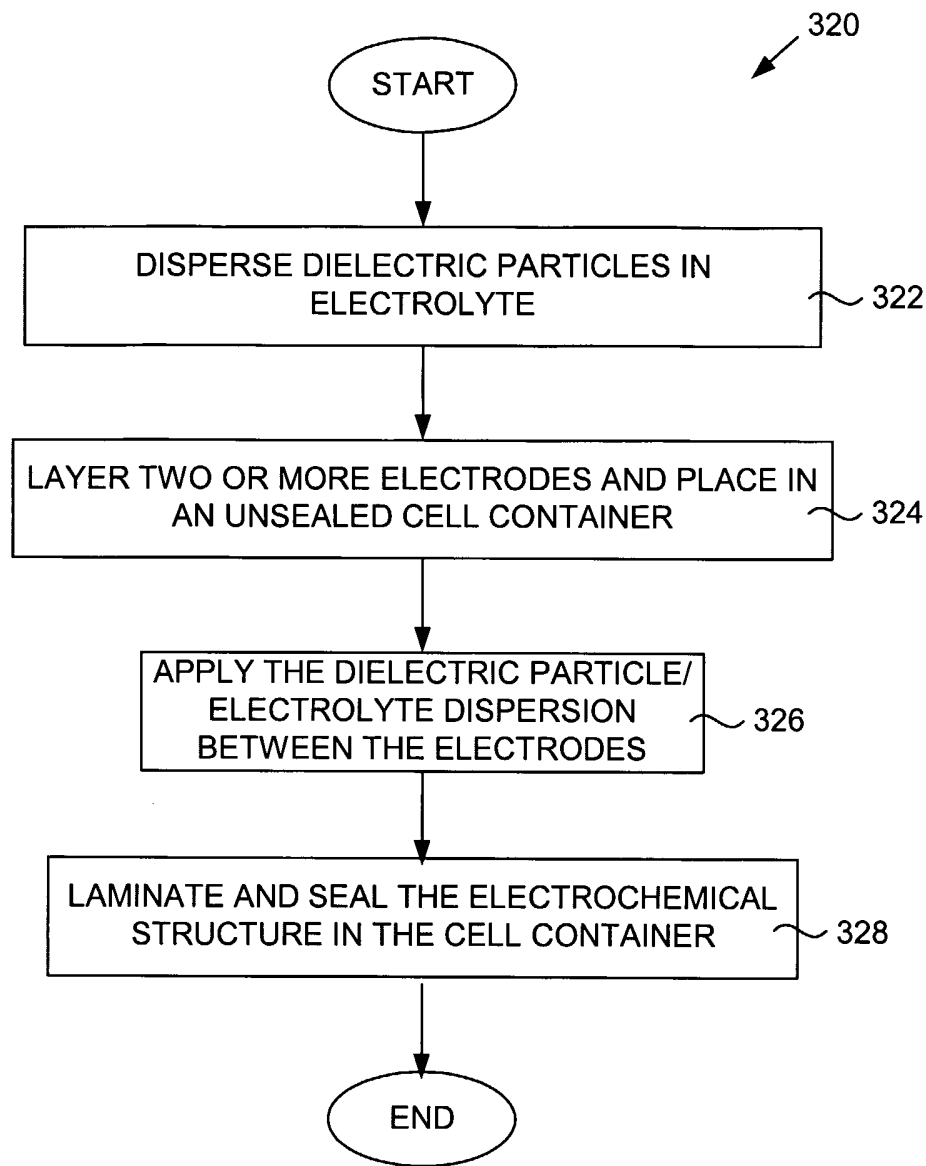 320
START
DISPERSE DIELECTRIC PARTICLES IN
ELECTROLYTE
322
LAYER TWO OR MORE ELECTRODES AND PLACE IN
AN UNSEALED CELL CONTAINER
324
APPLY THE DIELECTRIC PARTICLE/
ELECTROLYTE DISPERSION
BETWEEN THE ELECTRODES
326
LAMINATE AND SEAL THE ELECTROCHEMICAL
STRUCTURE IN THE CELL CONTAINER
328
END